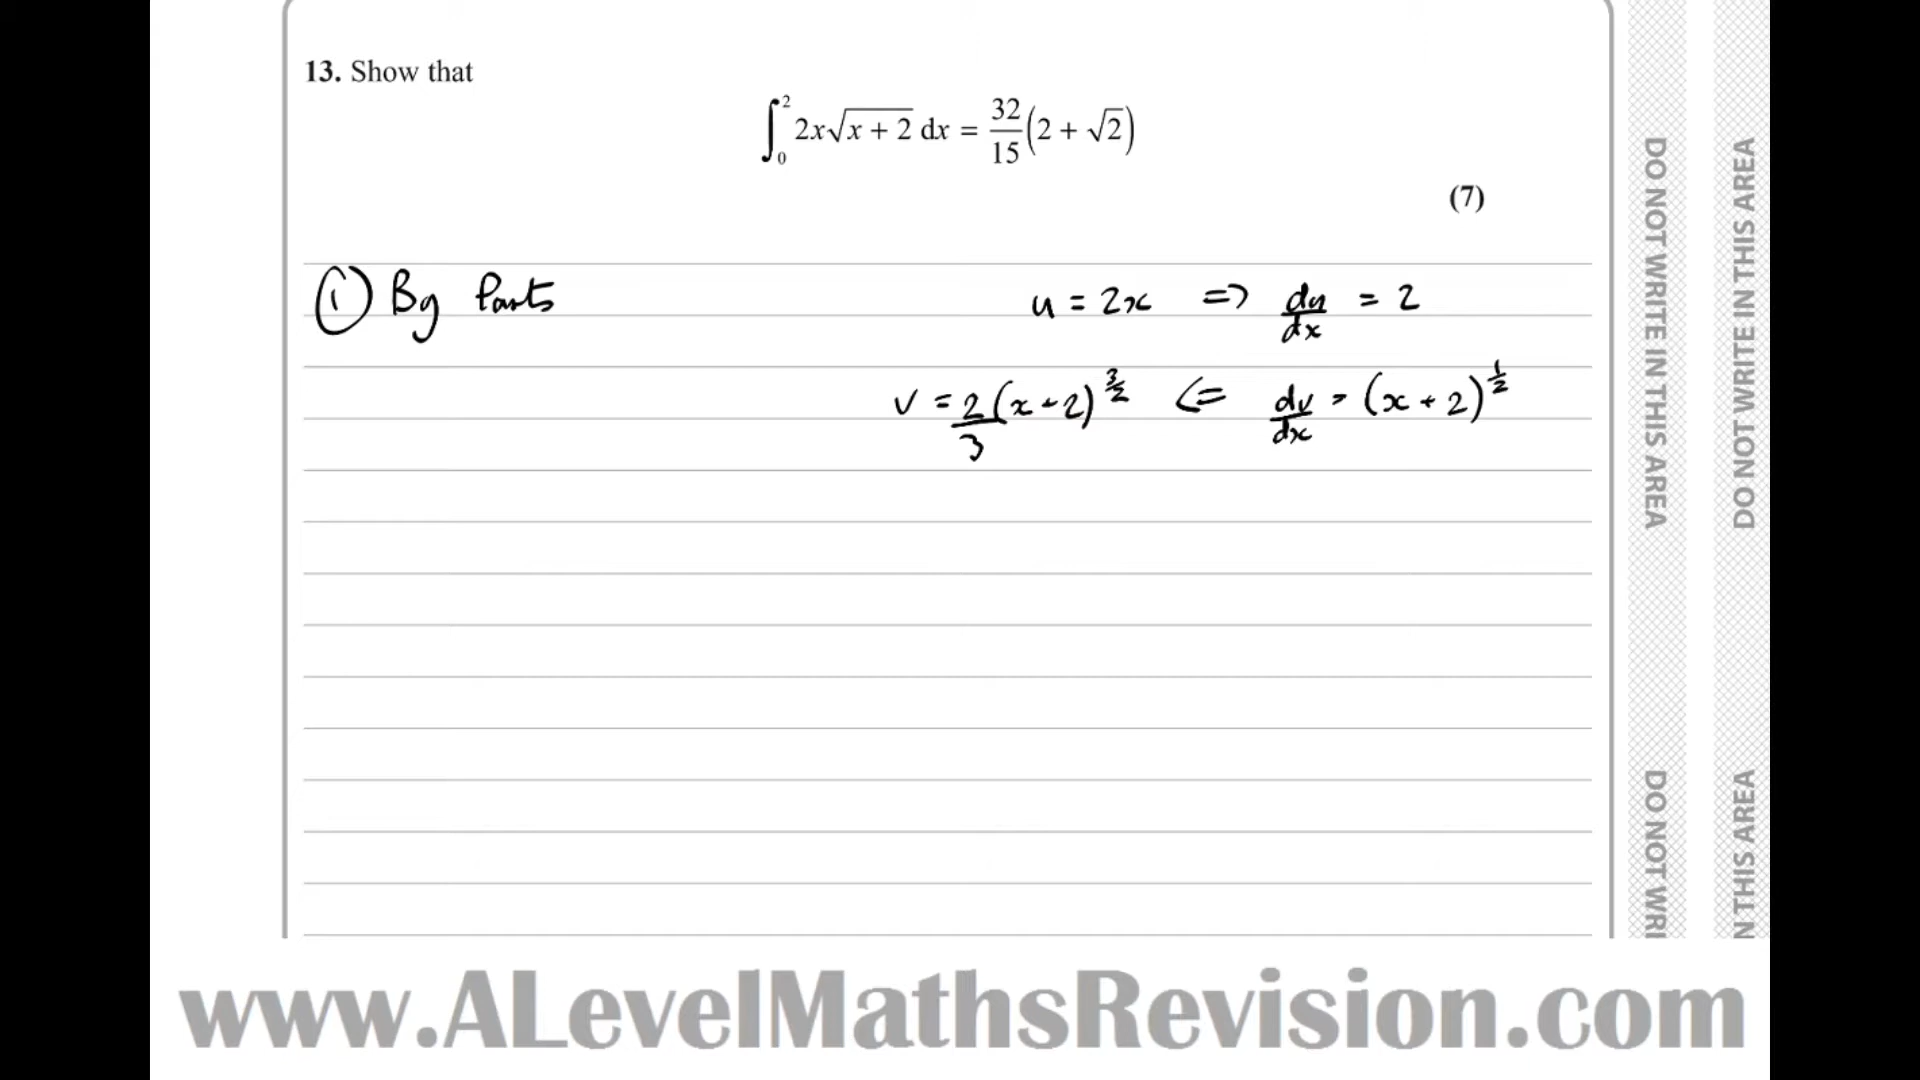 13. Show that
∫₀² 2x√(x + 2) dx = 32/15 (2 + √2)
(7)
① By Parts
u = 2x => du/dx = 2
v = 2/3 (x+2)^3/2 <= dv/dx = (x+2)^1/2
DO NOT WRITE IN THIS AREA
DO NOT WRITE IN THIS AREA
DO NOT WRI
N THIS AREA
www.ALevelMathsRevision.com